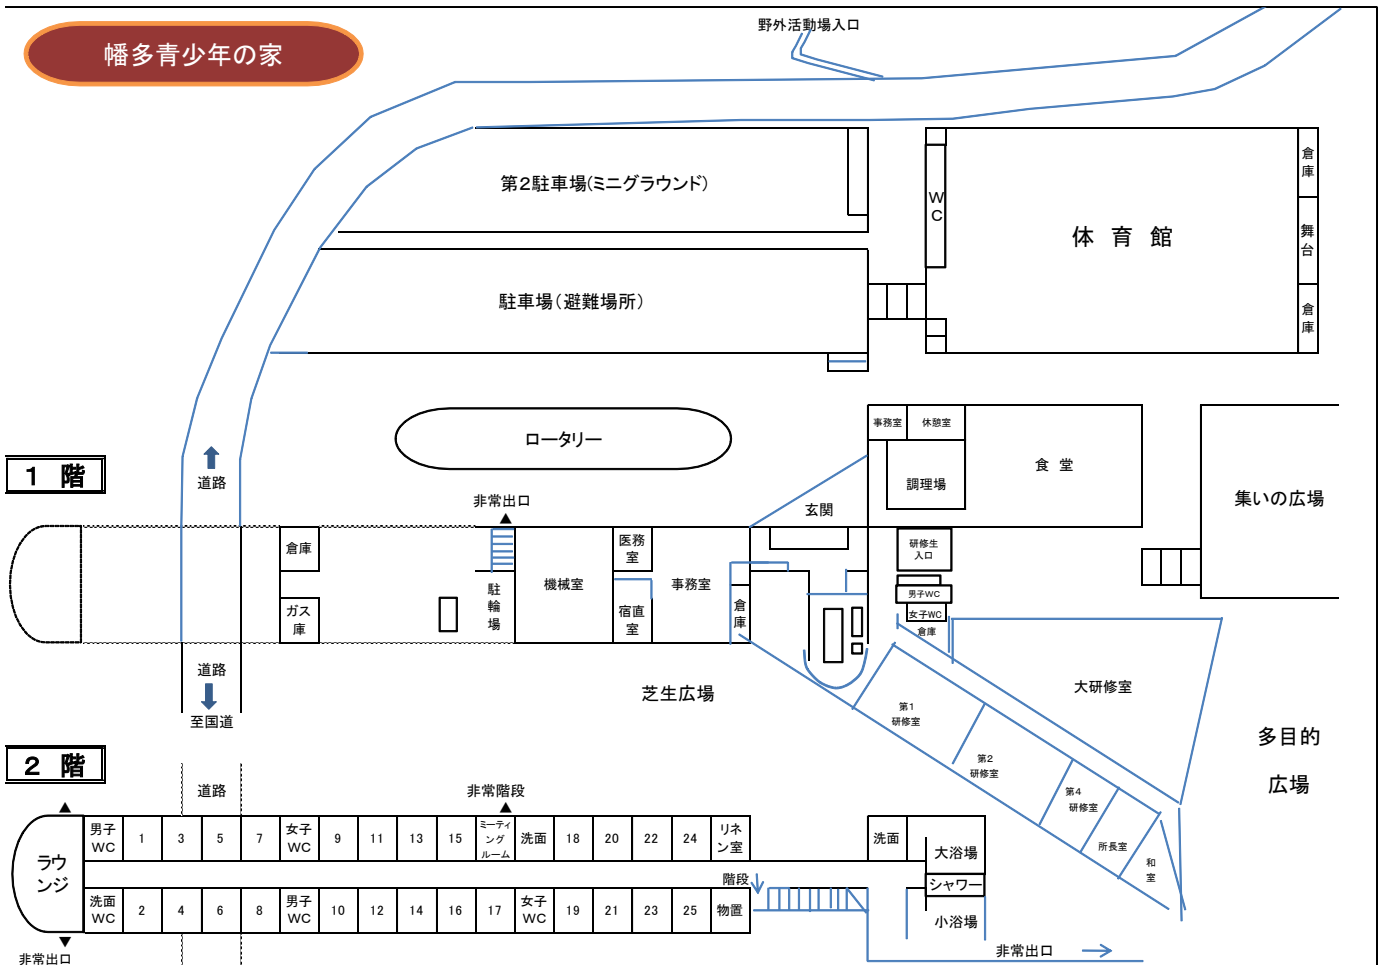 幡多青少年の家
野外活動場入口
第2駐車場(ミニグラウンド)
WC
体 育 館
倉庫
舞台
倉庫
駐車場(避難場所)
ロータリー
事務室
休憩室
調理場
食 堂
集いの広場
1 階
道路
非常出口
▲
玄関
倉庫
ガス庫
駐輪場
機械室
医務室
宿直室
事務室
倉庫
研修生入口
男子WC
女子WC
倉庫
道路
至国道
芝生広場
大研修室
第1研修室
第2研修室
第4研修室
所長室
和室
多目的
広場
2 階
道路
非常階段
▲
▲
ラウンジ
男子WC
1
3
5
7
女子WC
9
11
13
15
ミーティングルーム
洗面
18
20
22
24
リネン室
洗面
大浴場
シャワー
小浴場
階段
洗面WC
2
4
6
8
男子WC
10
12
14
16
17
女子WC
19
21
23
25
物置
▼
非常出口
非常出口